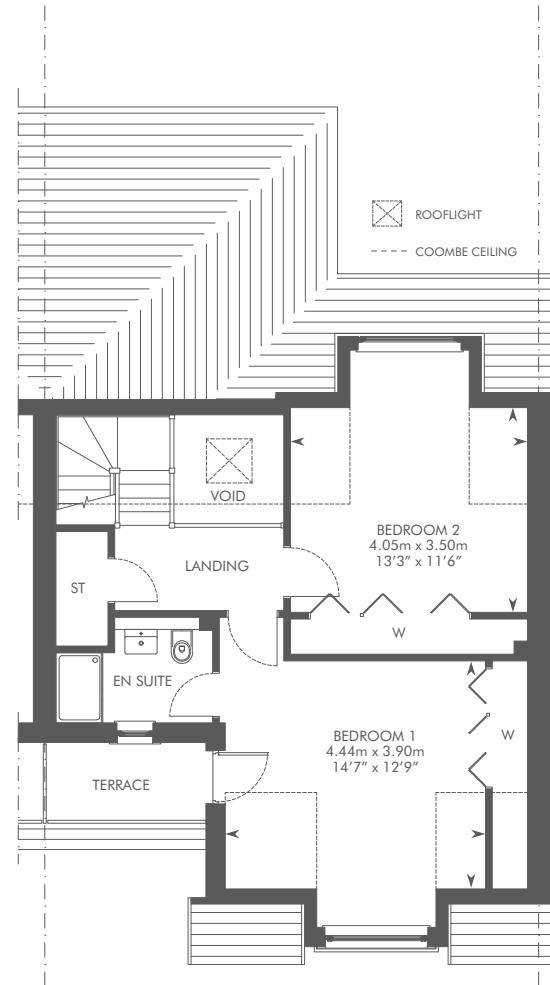 ROOFLIGHT
COOMBE CEILING
VOID
BEDROOM 2
4.05m x 3.50m
13’3” x 11’6”
LANDING
ST
W
EN SUITE
BEDROOM 1
4.44m x 3.90m
14’7” x 12’9”
W
TERRACE